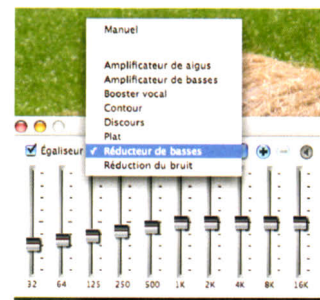 Manuel
Amplificateur de aigus
Amplificateur de basses
Booster vocal
Contour
Discours
Plat
Égaliseur
✓ Réducteur de basses
Réduction du bruit
32 64 125 250 500 1K 2K 4K 8K 16K